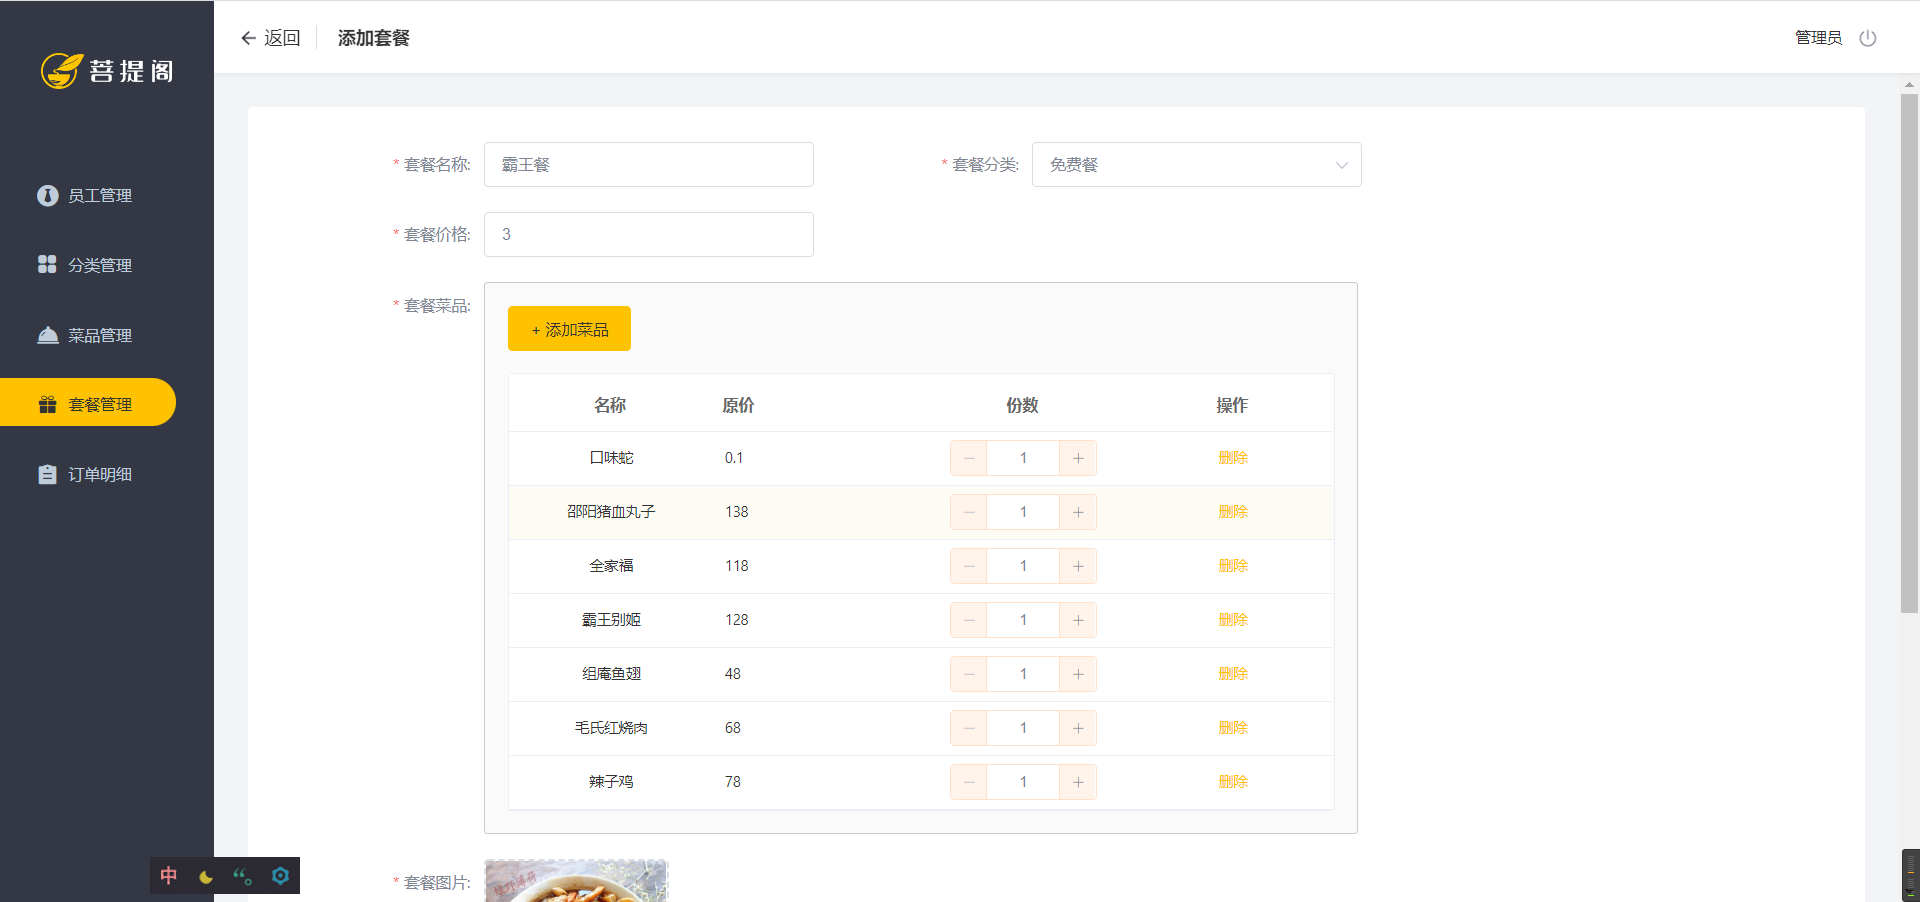 菩提阁
员工管理
分类管理
菜品管理
套餐管理
订单明细
返回
添加套餐
管理员
* 套餐名称:
霸王餐
* 套餐分类:
免费餐
* 套餐价格:
3
* 套餐菜品:
+ 添加菜品
名称 原价 份数 操作
口味蛇 0.1 1 删除
邵阳猪血丸子 138 1 删除
全家福 118 1 删除
霸王别姬 128 1 删除
组庵鱼翅 48 1 删除
毛氏红烧肉 68 1 删除
辣子鸡 78 1 删除
* 套餐图片:
中